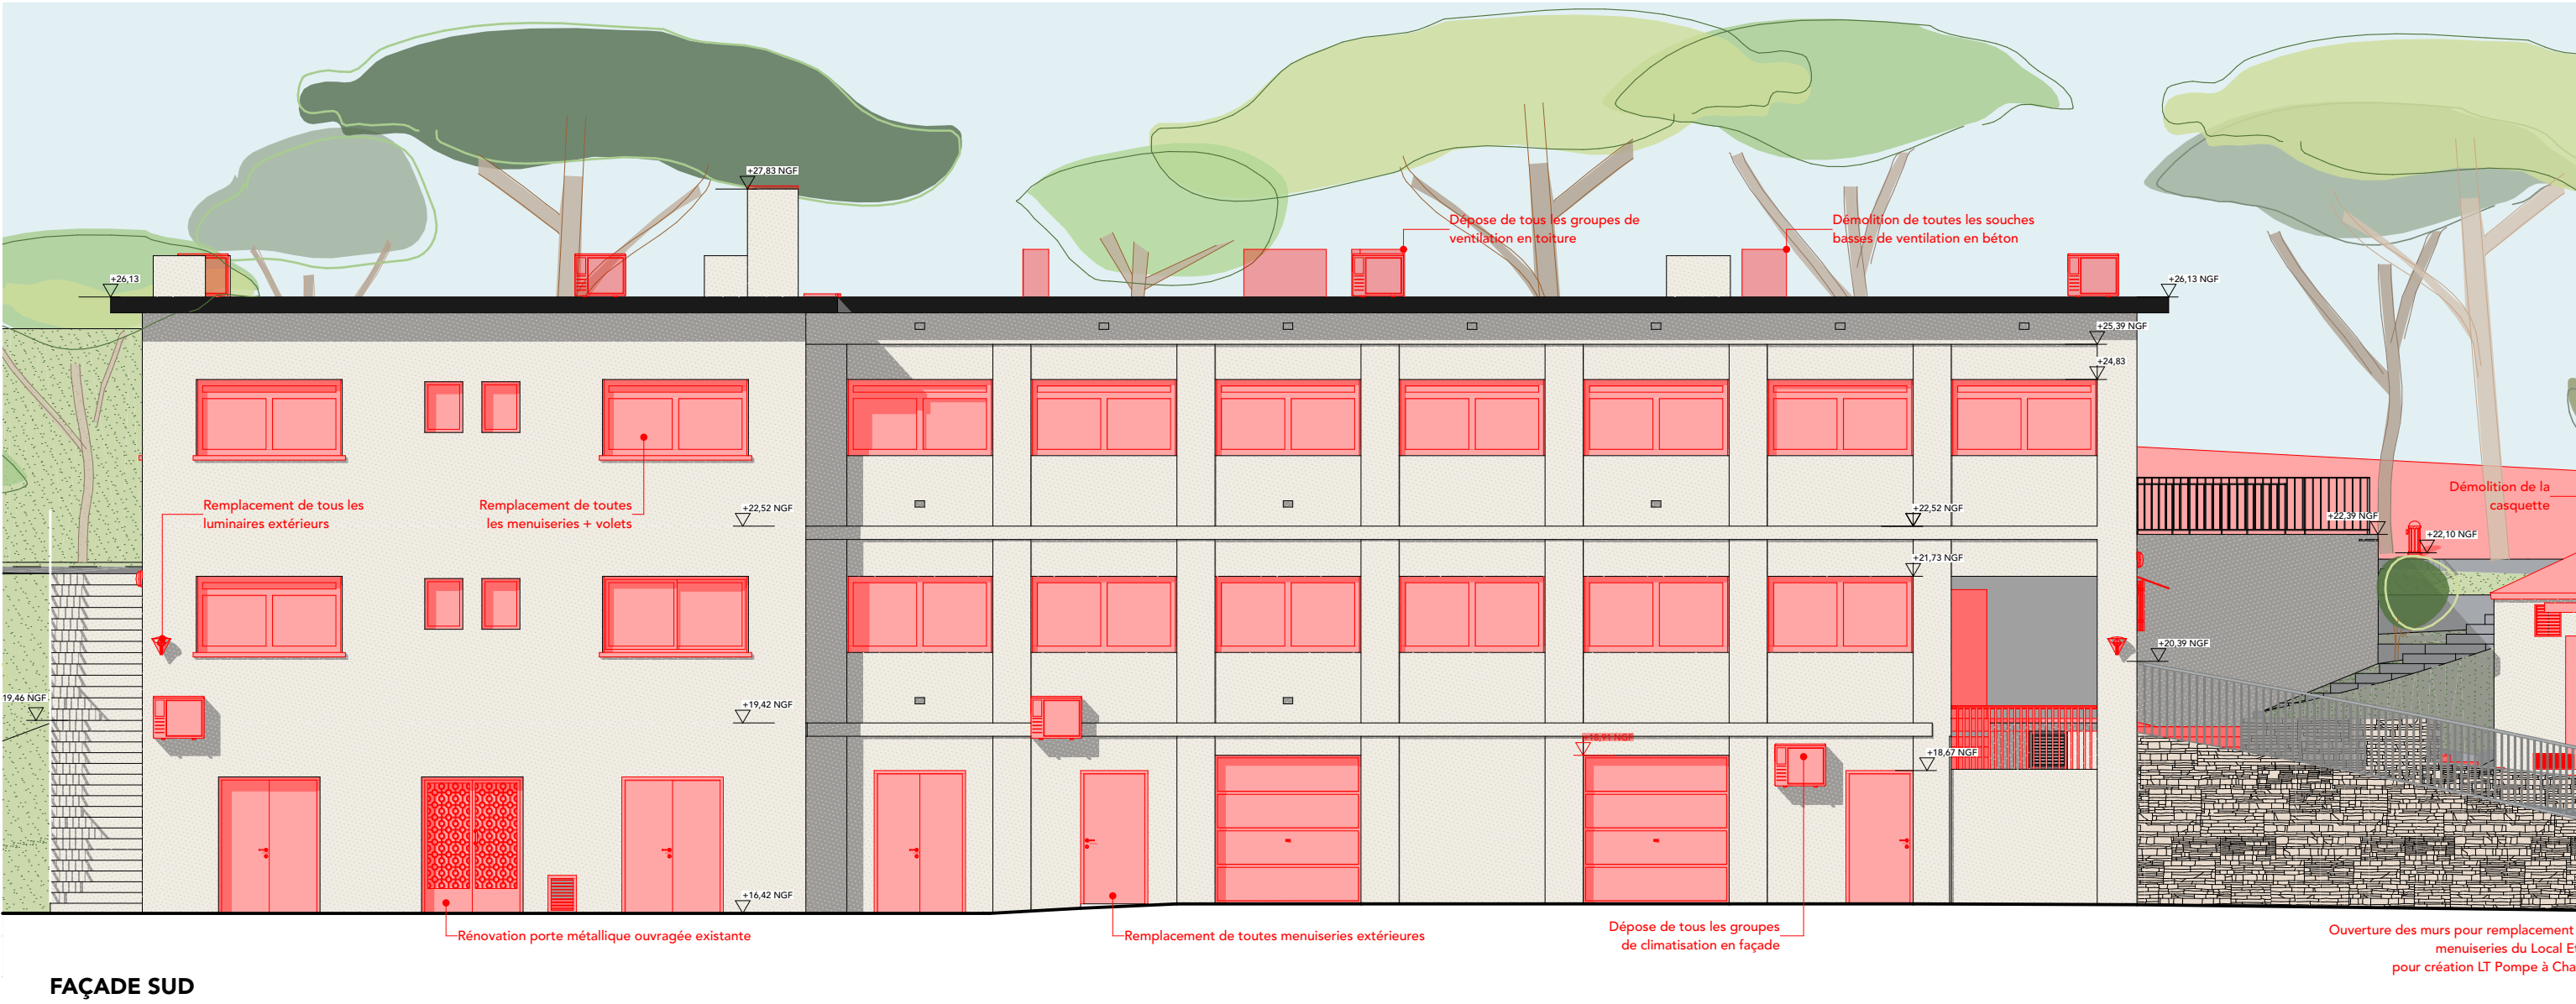 +27,83 NGF
Dépose de tous les groupes de
ventilation en toiture
Démolition de toutes les souches
basses de ventilation en béton
+26,13
+26,13 NGF
+25,39 NGF
+24,83
Remplacement de tous les
luminaires extérieurs
Remplacement de toutes
les menuiseries + volets
+22,52 NGF
+22,52 NGF
Démolition de la
casquette
+22,39 NGF
+22,10 NGF
+21,73 NGF
+20,39 NGF
19,46 NGF
+19,42 NGF
+18,67 NGF
+16,42 NGF
Rénovation porte métallique ouvragée existante
Remplacement de toutes menuiseries extérieures
Dépose de tous les groupes
de climatisation en façade
Ouverture des murs pour remplacement
menuiseries du Local Et
pour création LT Pompe à Cha
FAÇADE SUD